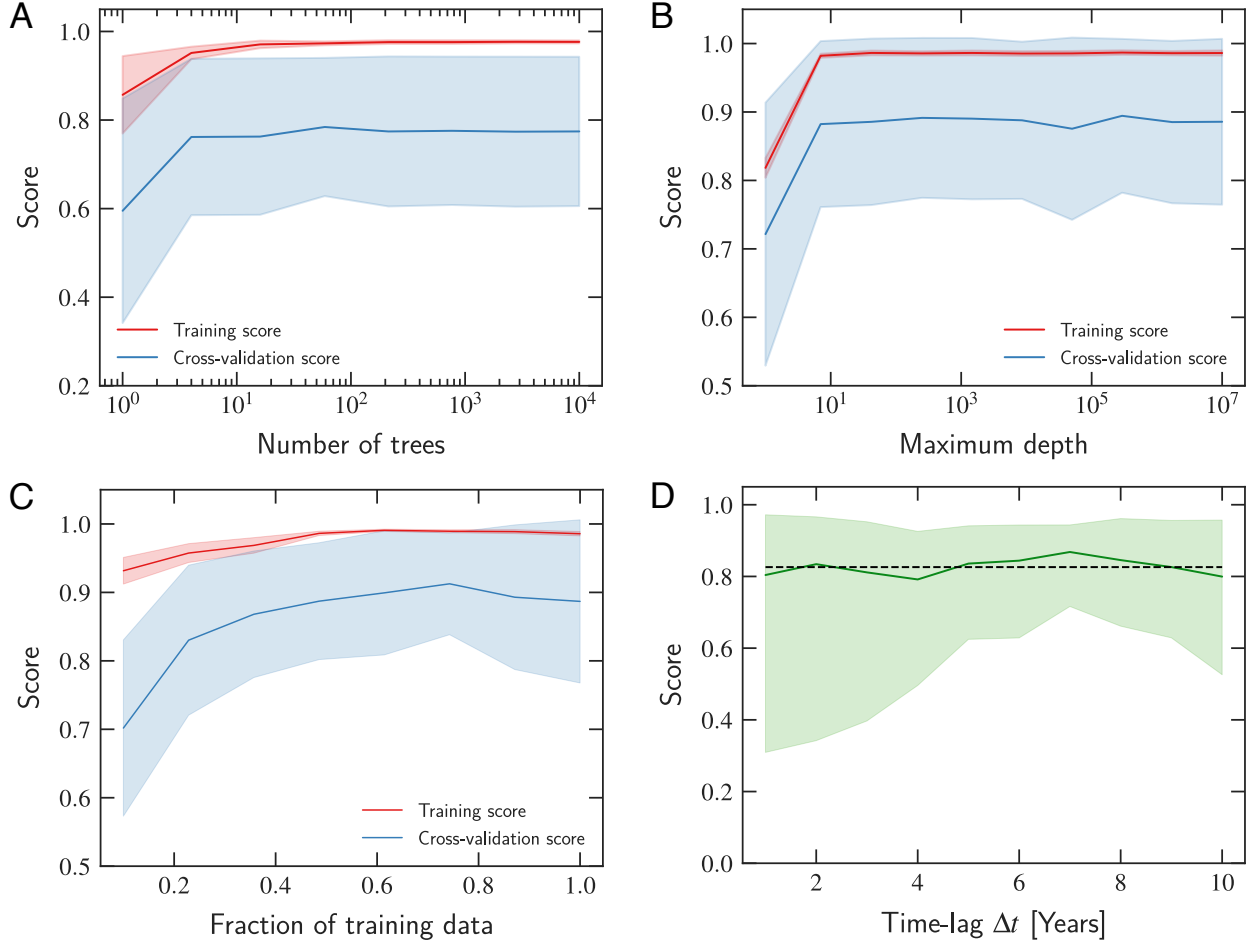 A
1.0
0.8
0.6
0.4
0.2
Score
Training score
Cross-validation score
10^0 10^1 10^2 10^3 10^4
Number of trees
B
1.0
0.9
0.8
0.7
0.6
0.5
Score
Training score
Cross-validation score
10^1 10^3 10^5 10^7
Maximum depth
C
1.0
0.9
0.8
0.7
0.6
0.5
Score
Training score
Cross-validation score
0.2 0.4 0.6 0.8 1.0
Fraction of training data
D
1.0
0.8
0.6
0.4
0.2
0.0
Score
2 4 6 8 10
Time-lag Δt [Years]